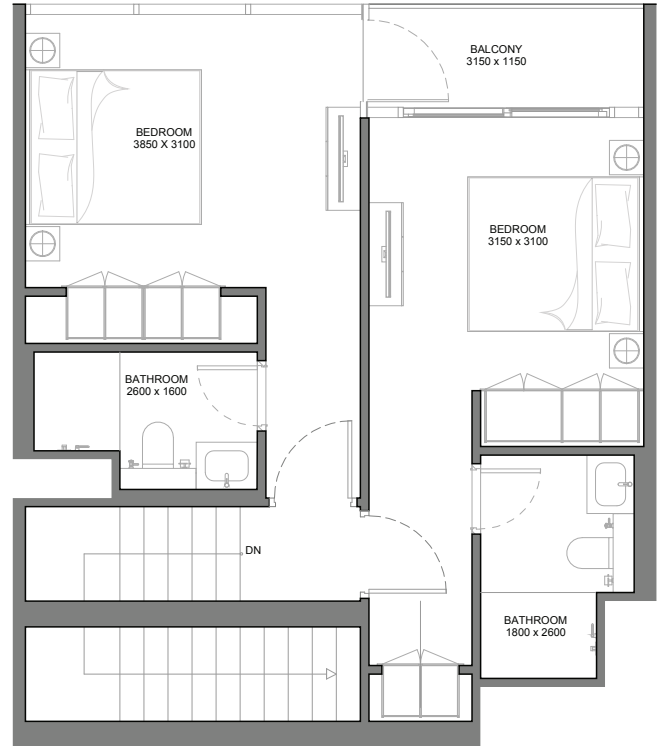 BALCONY
3150 x 1150
BEDROOM
3850 X 3100
BEDROOM
3150 x 3100
BATHROOM
2600 x 1600
DN
BATHROOM
1800 x 2600